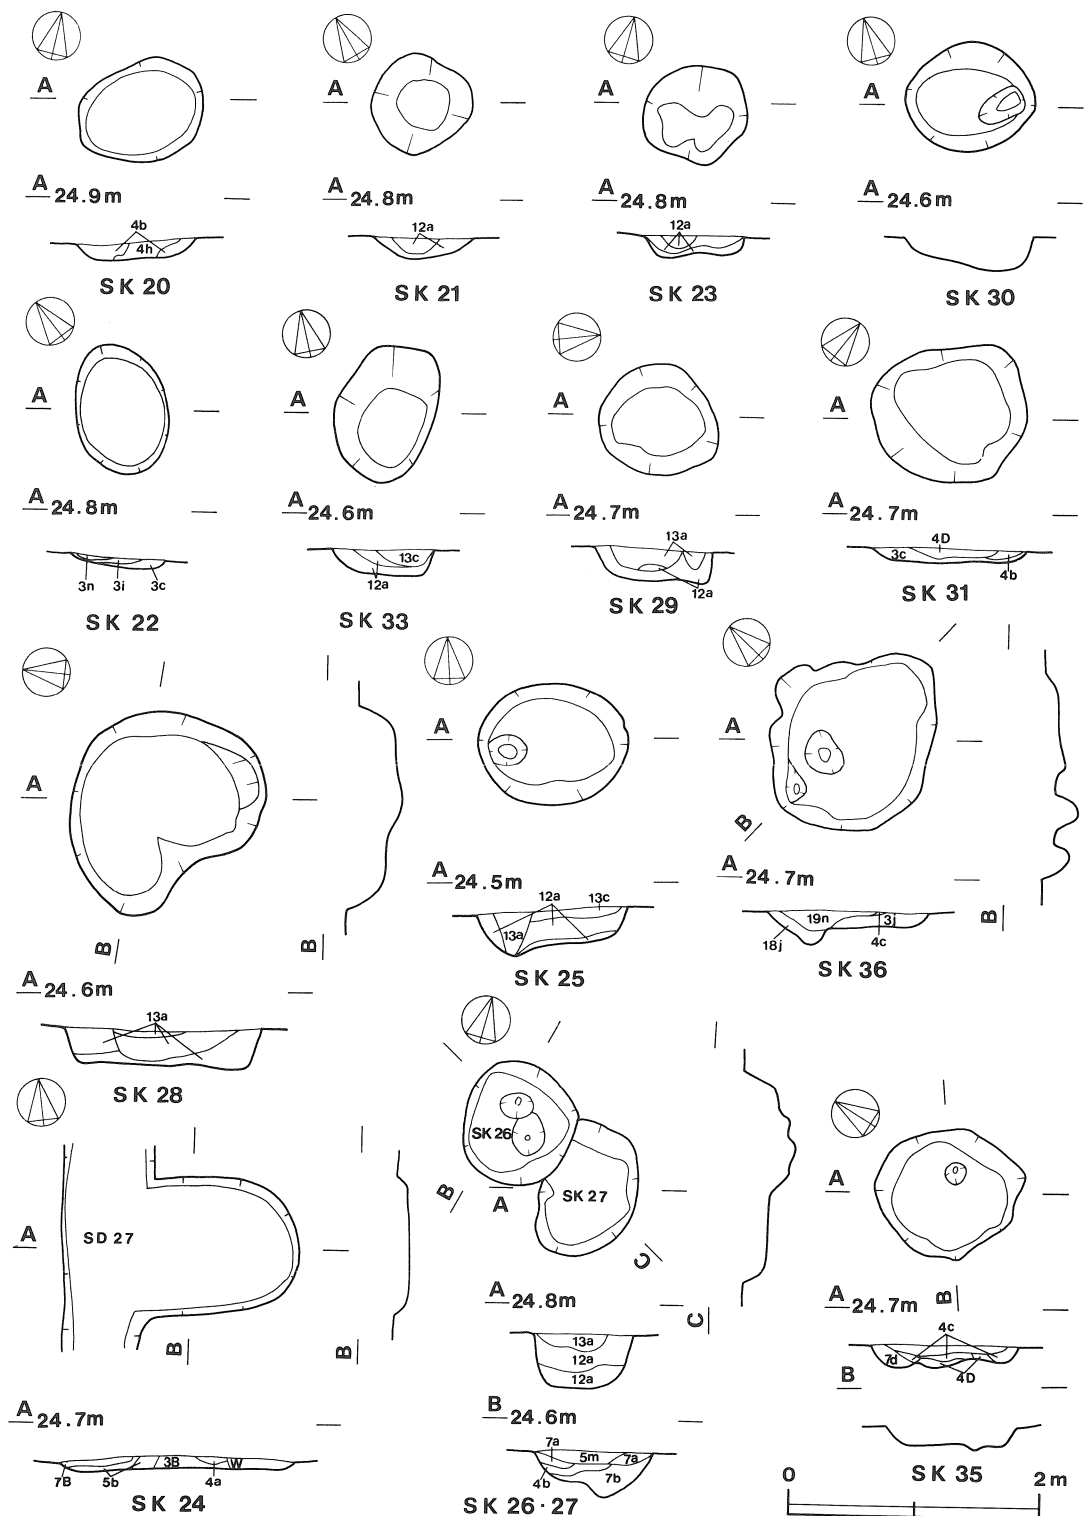 A
A 24.9m
4b
4h
SK 20
A
A 24.8m
12a
SK 21
A
A 24.8m
12a
SK 23
A
A 24.6m
SK 30
A
A 24.8m
3n 3i 3c
SK 22
A
A 24.6m
13c
12a
SK 33
A
A 24.7m
13a
12a
SK 29
A
A 24.7m
4D
3c
4b
SK 31
A
B
B
A 24.6m
13a
SK 28
A
A 24.5m
12a 13c
13a
SK 25
A
B
A 24.7m
B
19n 3j
18j 4c
SK 36
A
SD 27
B
B
A 24.7m
3B W
7B 5b 4a
SK 24
SK 26
B
A
SK 27
C
A 24.8m
C
13a
12a
12a
B 24.6m
7a
5m 7a
4b 7b
SK 26・27
A
A 24.7m B
4c
7d
4D
B
SK 35
0 2m